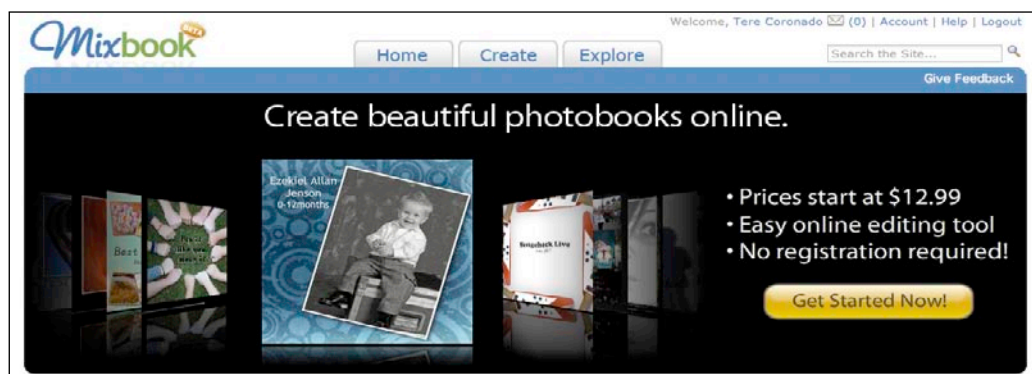 Welcome, Tere Coronado (0) | Account | Help | Logout
Mixbook BETA
Home Create Explore
Search the Site...
Give Feedback
Create beautiful photobooks online.
Ezekiel Allan
Jenson
0-12months
Best
• Prices start at $12.99
• Easy online editing tool
• No registration required!
Get Started Now!